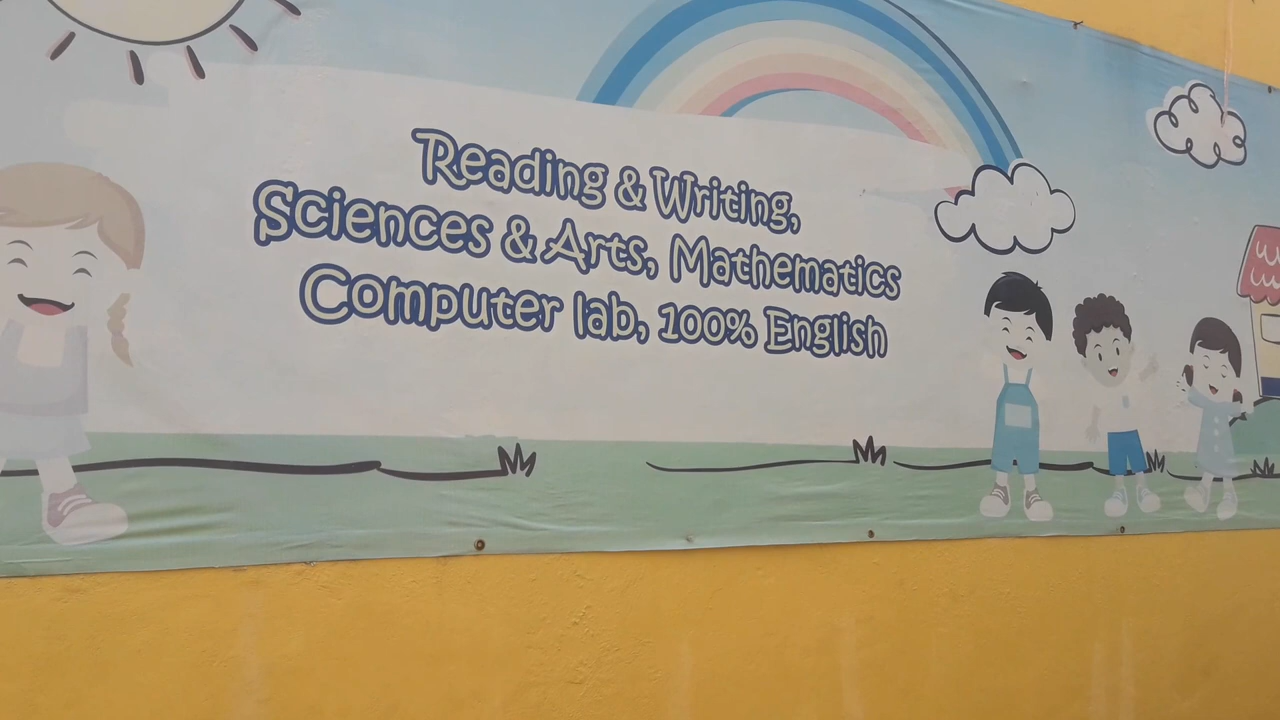 Reading & Writing,
Sciences & Arts, Mathematics
Computer lab, 100% English